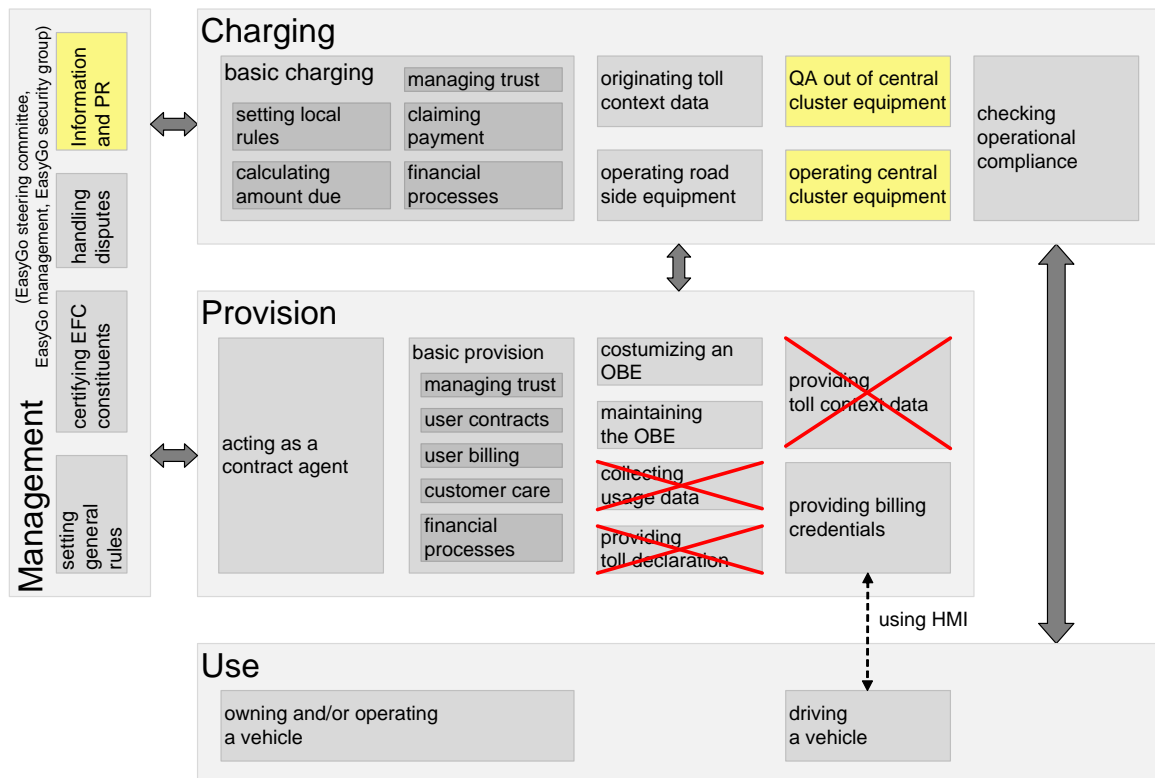 Management
(EasyGo steering committee,
EasyGo management, EasyGo security group)
Information
and PR
handling
disputes
certifying EFC
constituents
setting
general
rules
Charging
basic charging
managing trust
setting local
rules
claiming
payment
calculating
amount due
financial
processes
originating toll
context data
operating road
side equipment
QA out of central
cluster equipment
operating central
cluster equipment
checking
operational
compliance
Provision
acting as a
contract agent
basic provision
managing trust
user contracts
user billing
customer care
financial
processes
costumizing an
OBE
maintaining
the OBE
collecting
usage data
providing
toll declaration
providing
toll context data
providing billing
credentials
using HMI
Use
owning and/or operating
a vehicle
driving
a vehicle